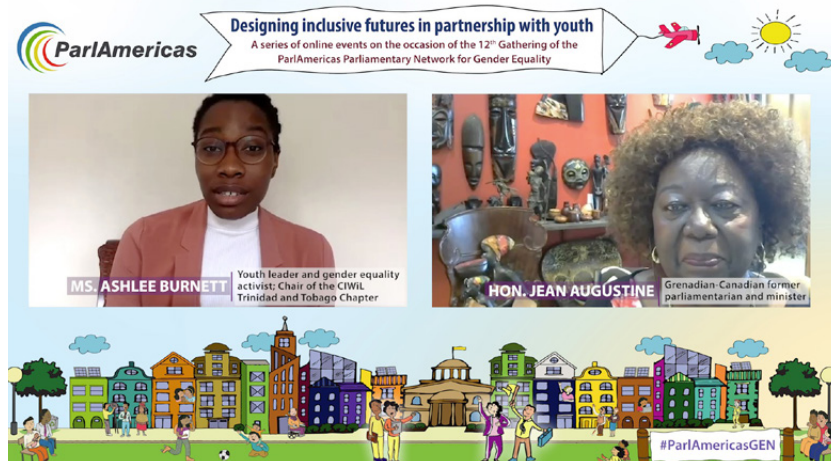 ParlAmericas
Designing inclusive futures in partnership with youth
A series of online events on the occasion of the 12th Gathering of the
ParlAmericas Parliamentary Network for Gender Equality
MS. ASHLEE BURNETT
Youth leader and gender equality
activist; Chair of the CIWiL
Trinidad and Tobago Chapter
HON. JEAN AUGUSTINE
Grenadian-Canadian former
parliamentarian and minister
#ParlAmericasGEN